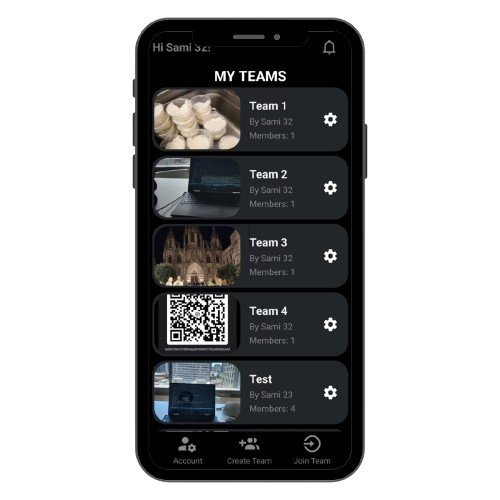 Hi Sami 32!
MY TEAMS
Team 1
By Sami 32
Members: 1
Team 2
By Sami 32
Members: 1
Team 3
By Sami 32
Members: 1
Team 4
By Sami 32
Members: 1
Test
By Sami 23
Members: 4
Account
Create Team
Join Team